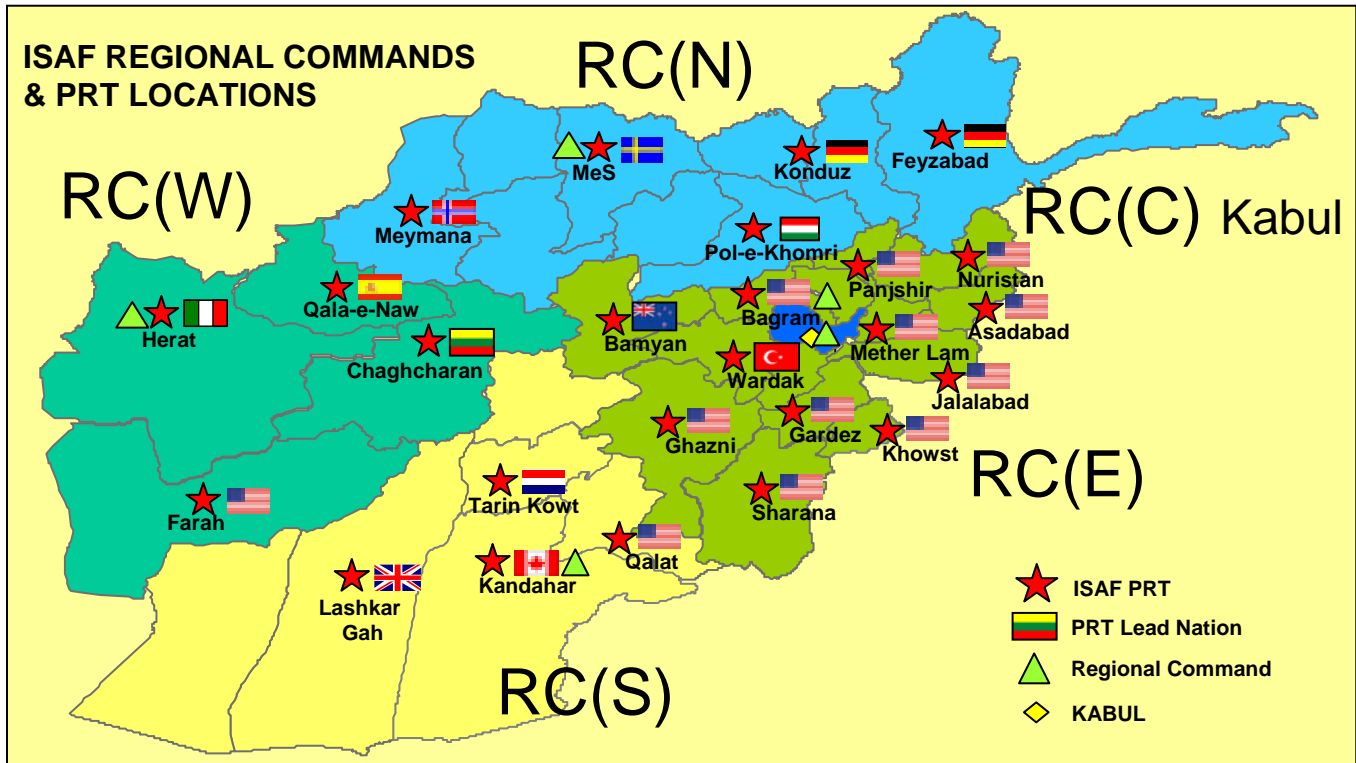 ISAF REGIONAL COMMANDS
& PRT LOCATIONS
RC(N)
RC(W)
RC(C) Kabul
MeS
Konduz
Feyzabad
Meymana
Pol-e-Khomri
Panjshir
Nuristan
Qala-e-Naw
Herat
Bamyan
Bagram
Asadabad
Chaghcharan
Wardak
Mether Lam
Jalalabad
Ghazni
Gardez
Khowst
RC(E)
Farah
Tarin Kowt
Sharana
Qalat
Kandahar
Lashkar
Gah
RC(S)
ISAF PRT
PRT Lead Nation
Regional Command
KABUL